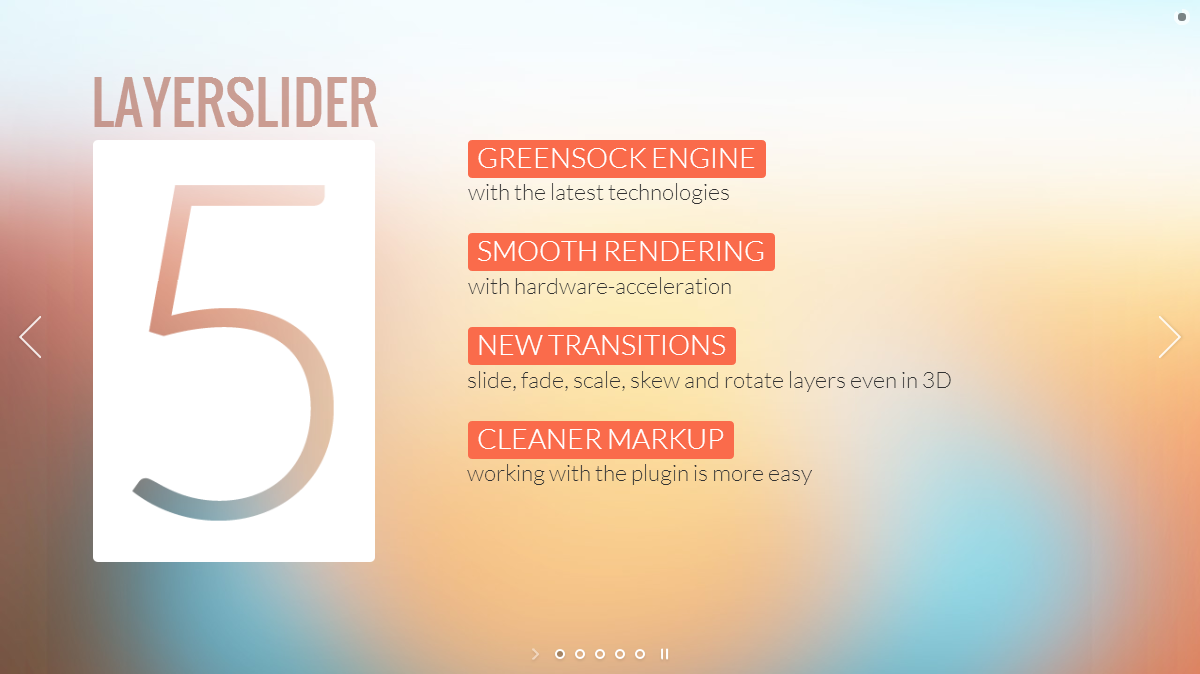 LAYERSLIDER
5
GREENSOCK ENGINE
with the latest technologies
SMOOTH RENDERING
with hardware-acceleration
NEW TRANSITIONS
slide, fade, scale, skew and rotate layers even in 3D
CLEANER MARKUP
working with the plugin is more easy